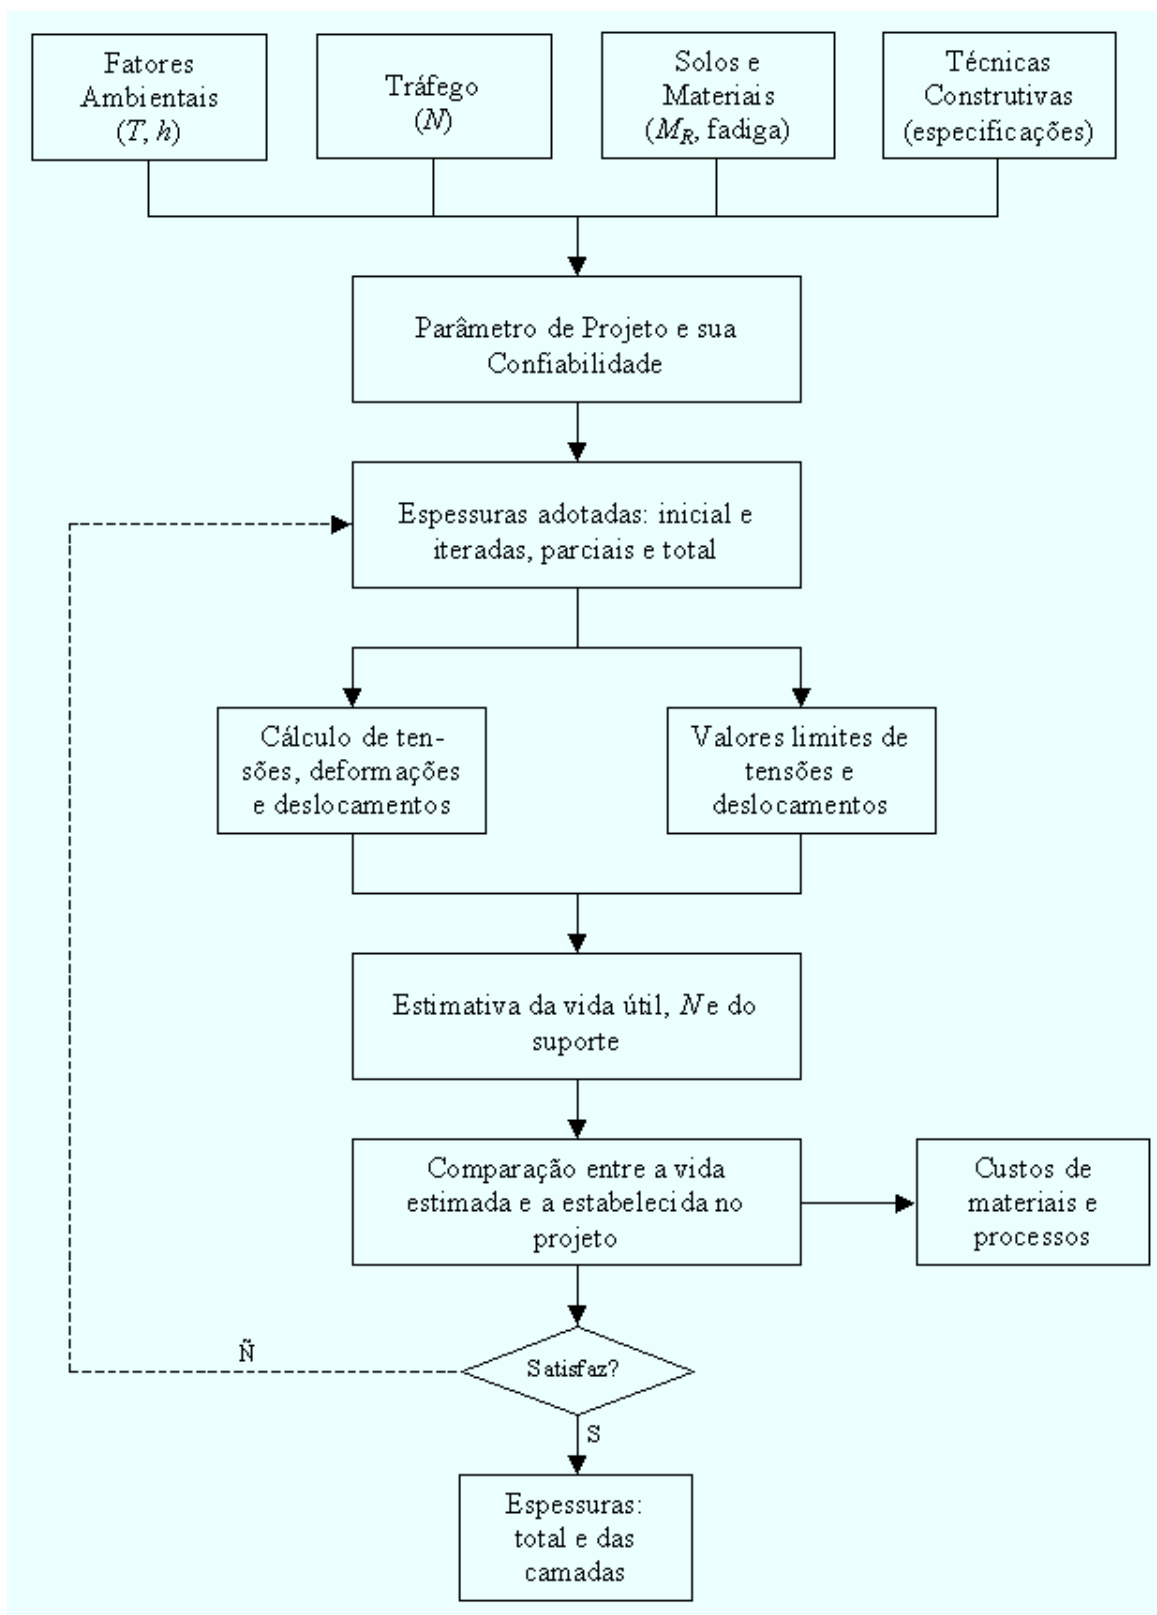 Fatores
Ambientais
(T, h)
Tráfego
(N)
Solos e
Materiais
(MR, fadiga)
Técnicas
Construtivas
(especificações)
Parâmetro de Projeto e sua
Confiabilidade
Espessuras adotadas: inicial e
iteradas, parciais e total
Cálculo de ten-
sões, deformações
e deslocamentos
Valores limites de
tensões e
deslocamentos
Estimativa da vida útil, N e do
suporte
Comparação entre a vida
estimada e a estabelecida no
projeto
Custos de
materiais e
processos
Ñ
Satisfaz?
S
Espessuras:
total e das
camadas